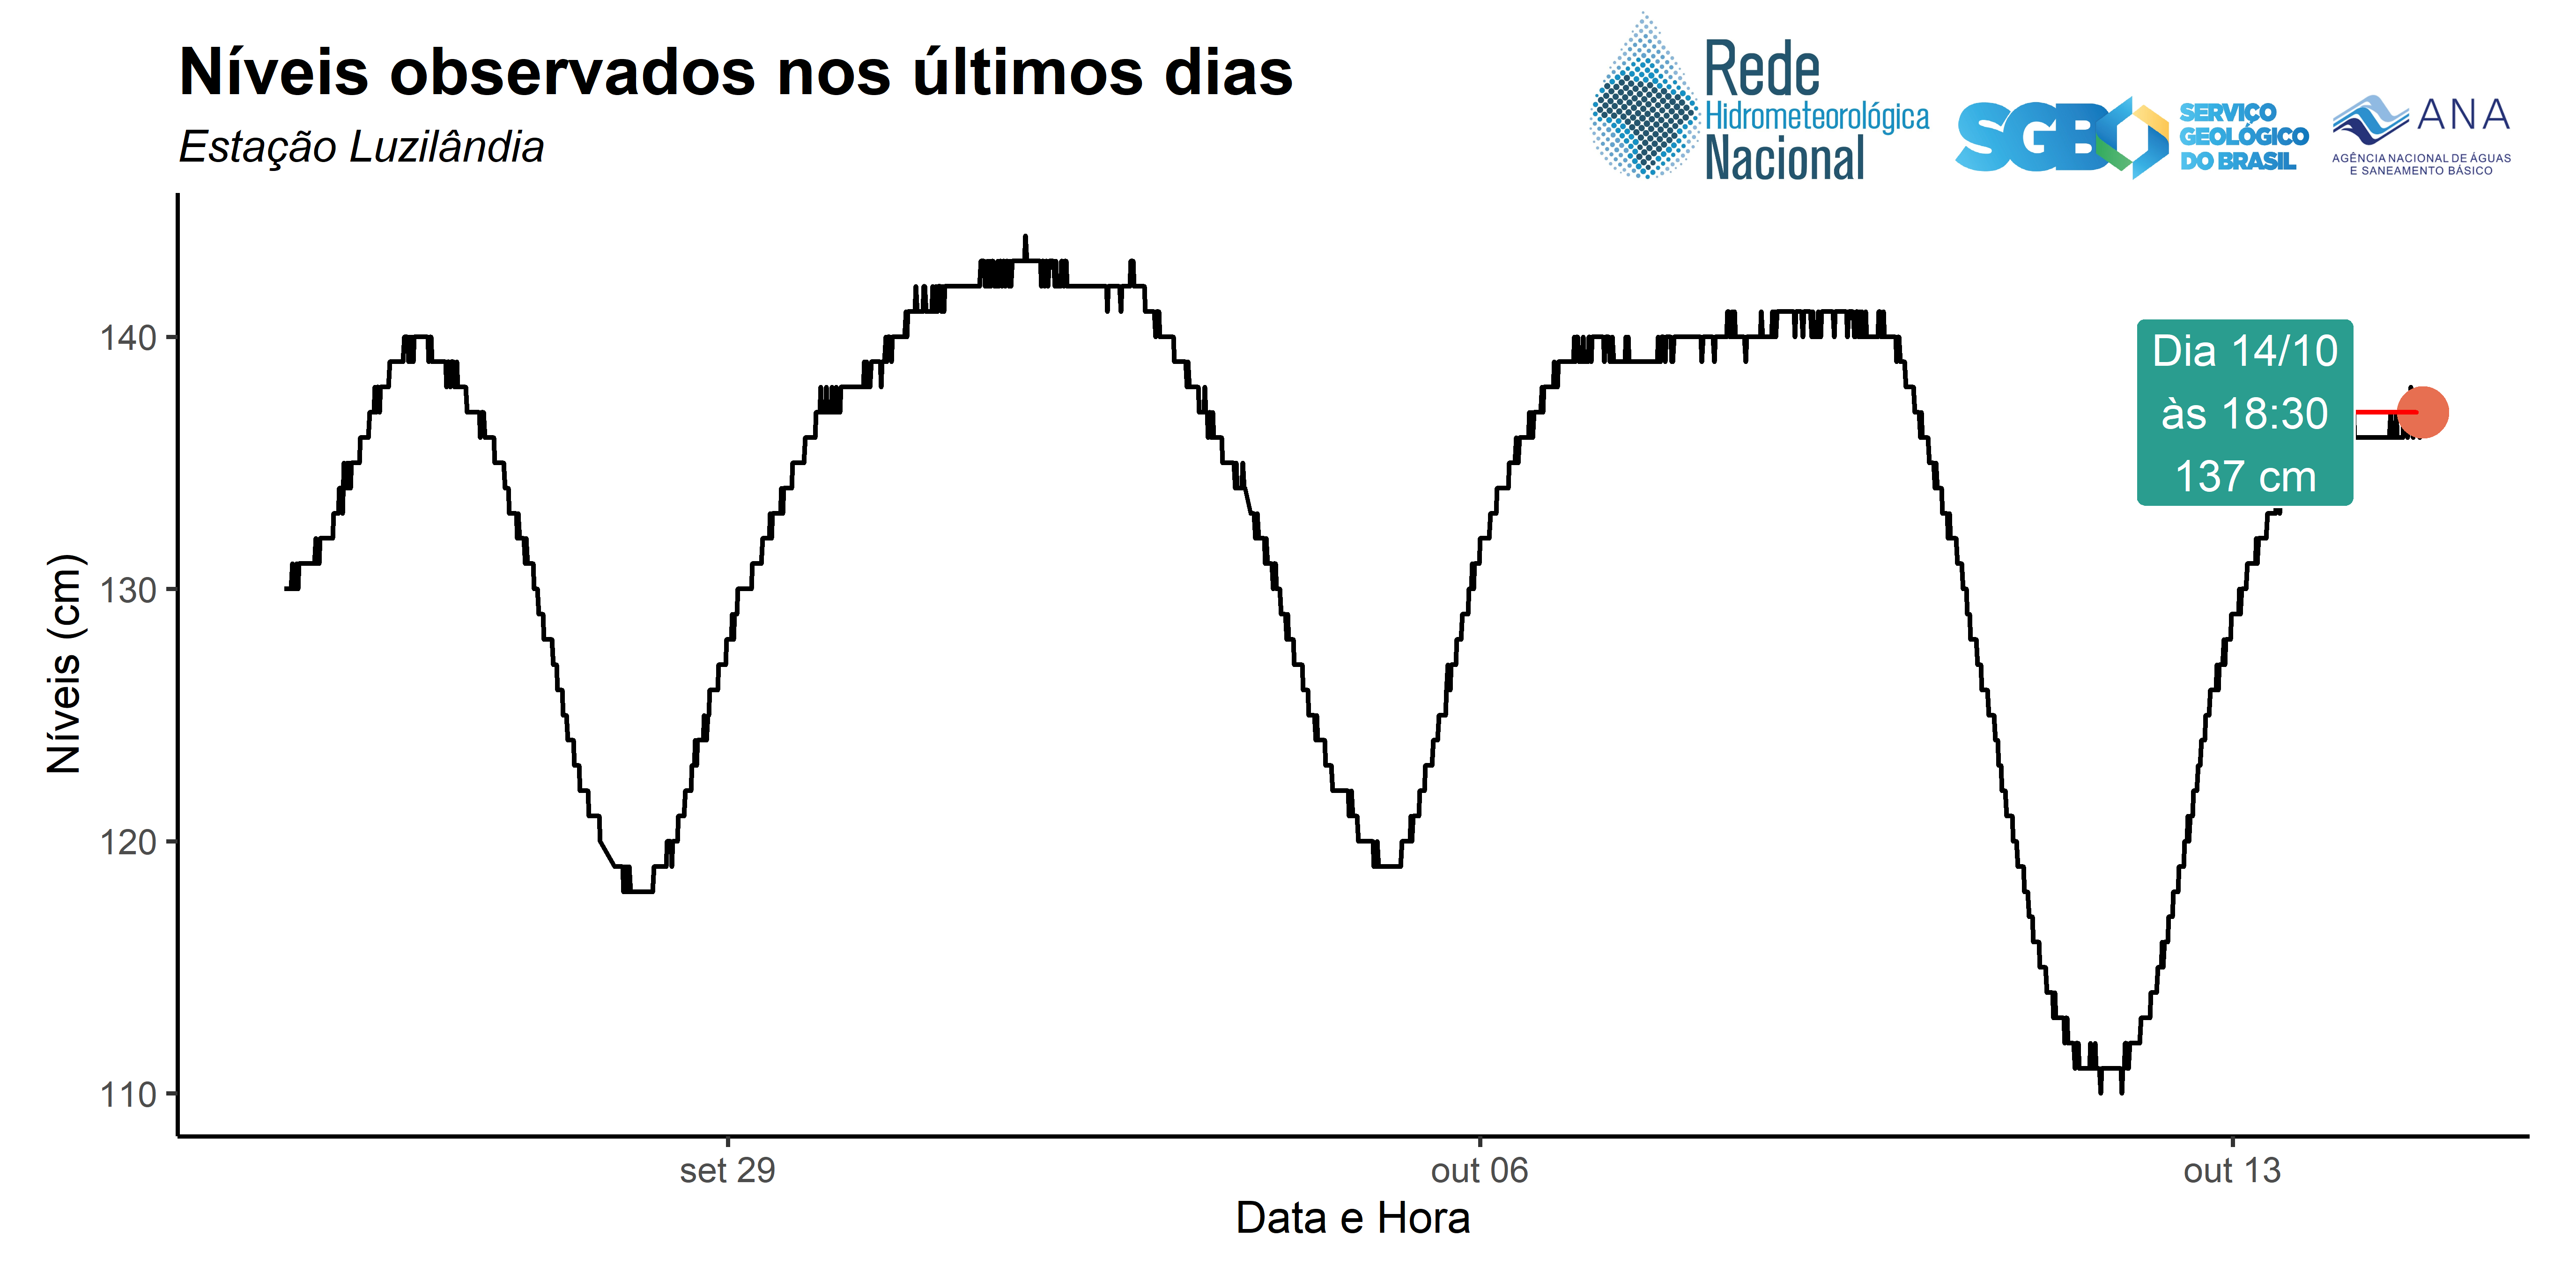 Níveis observados nos últimos dias
Estação Luzilândia
Rede
Hidrometeorológica
Nacional
SGB
SERVIÇO
GEOLÓGICO
DO BRASIL
ANA
AGÊNCIA NACIONAL DE ÁGUAS
E SANEAMENTO BÁSICO
Níveis (cm)
140
130
120
110
Dia 14/10
às 18:30
137 cm
set 29
out 06
out 13
Data e Hora